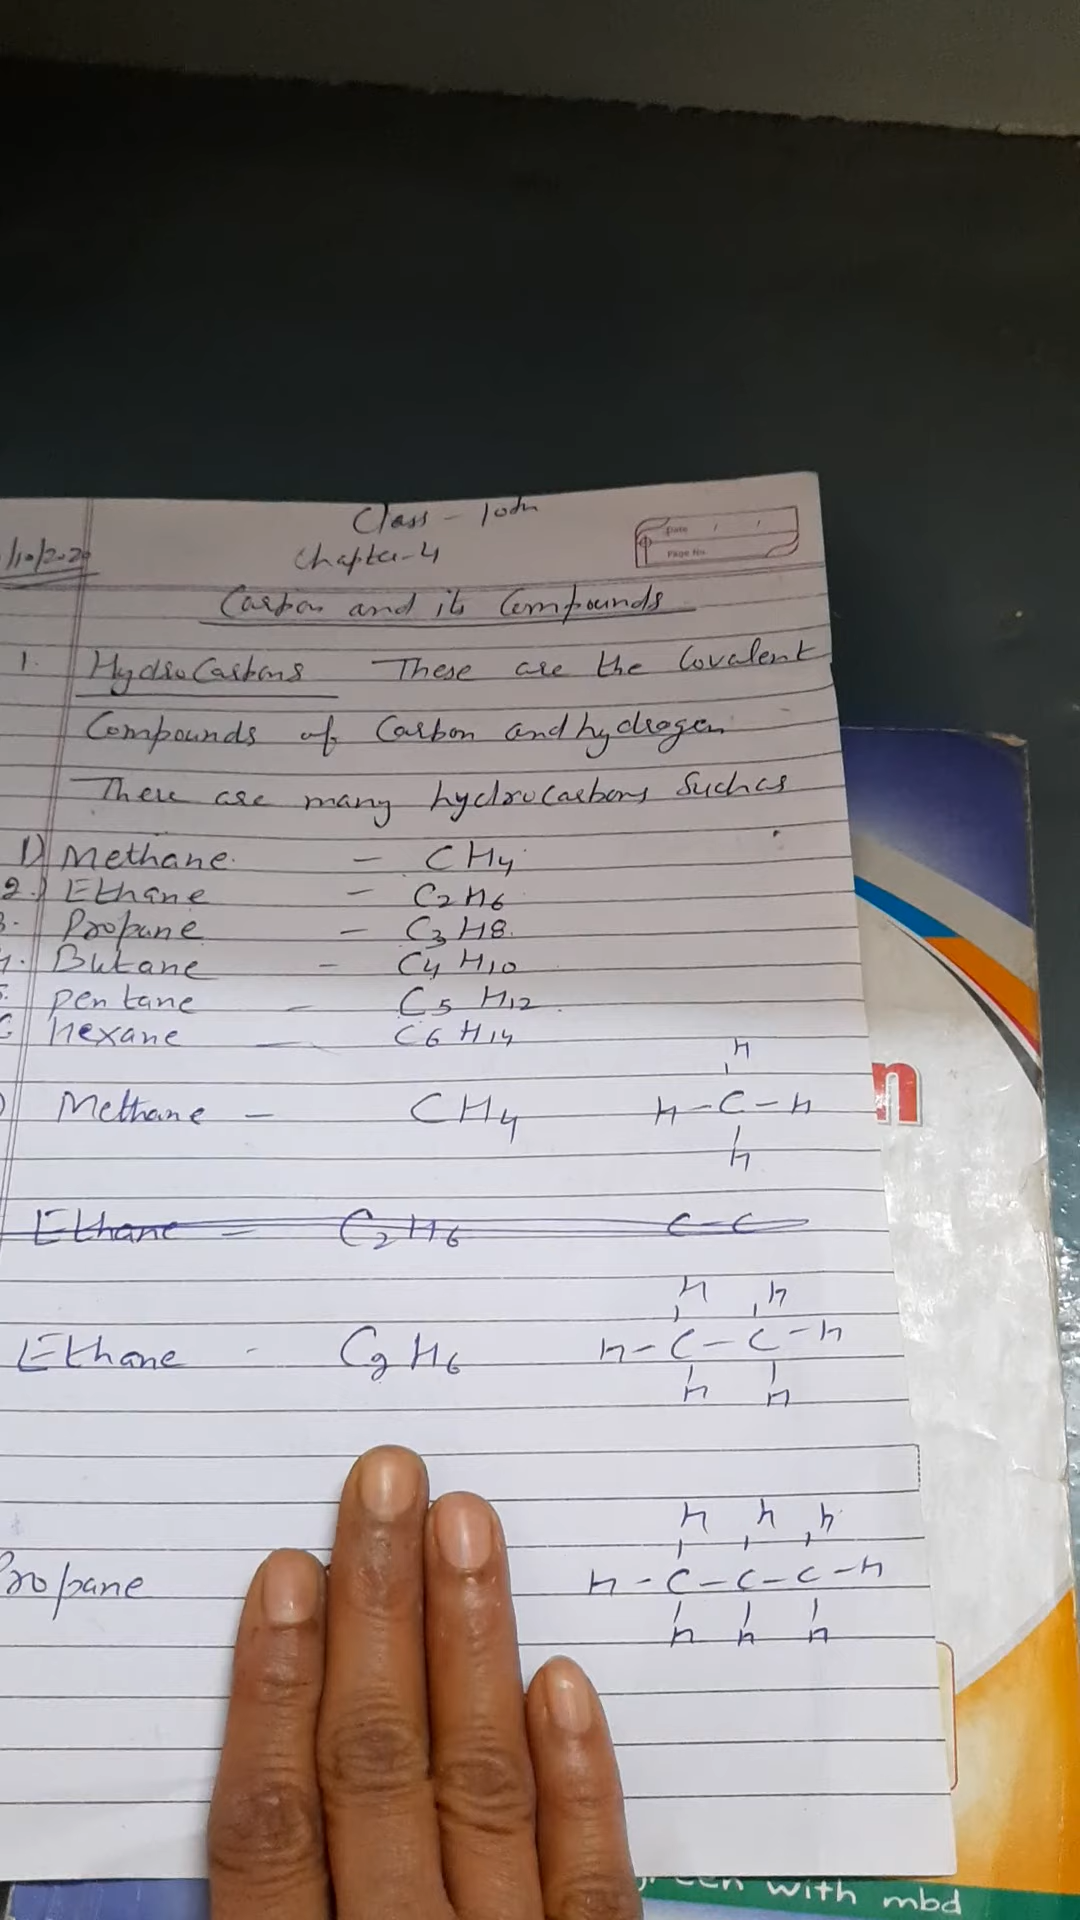 Class - 10th
/10/2020
Chapter-4
Date / /
Page No.
Carbon and its Compounds
1. HydroCarbons These are the Covalent
Compounds of Carbon and hydrogen
There are many hydrocarbons Such as
1) Methane. - CH4
2. Ethane - C2H6
3. Propane - C3H8.
4. Butane - C4H10
5. pentane - C5H12.
6 hexane - C6H14
H
Methane - CH4 H-C-H
H
Ethane = C2H6 C-C
H H
Ethane - C2H6 H-C-C-H
H H
H H H
Propane H-C-C-C-H
H H H
n
green with mbd